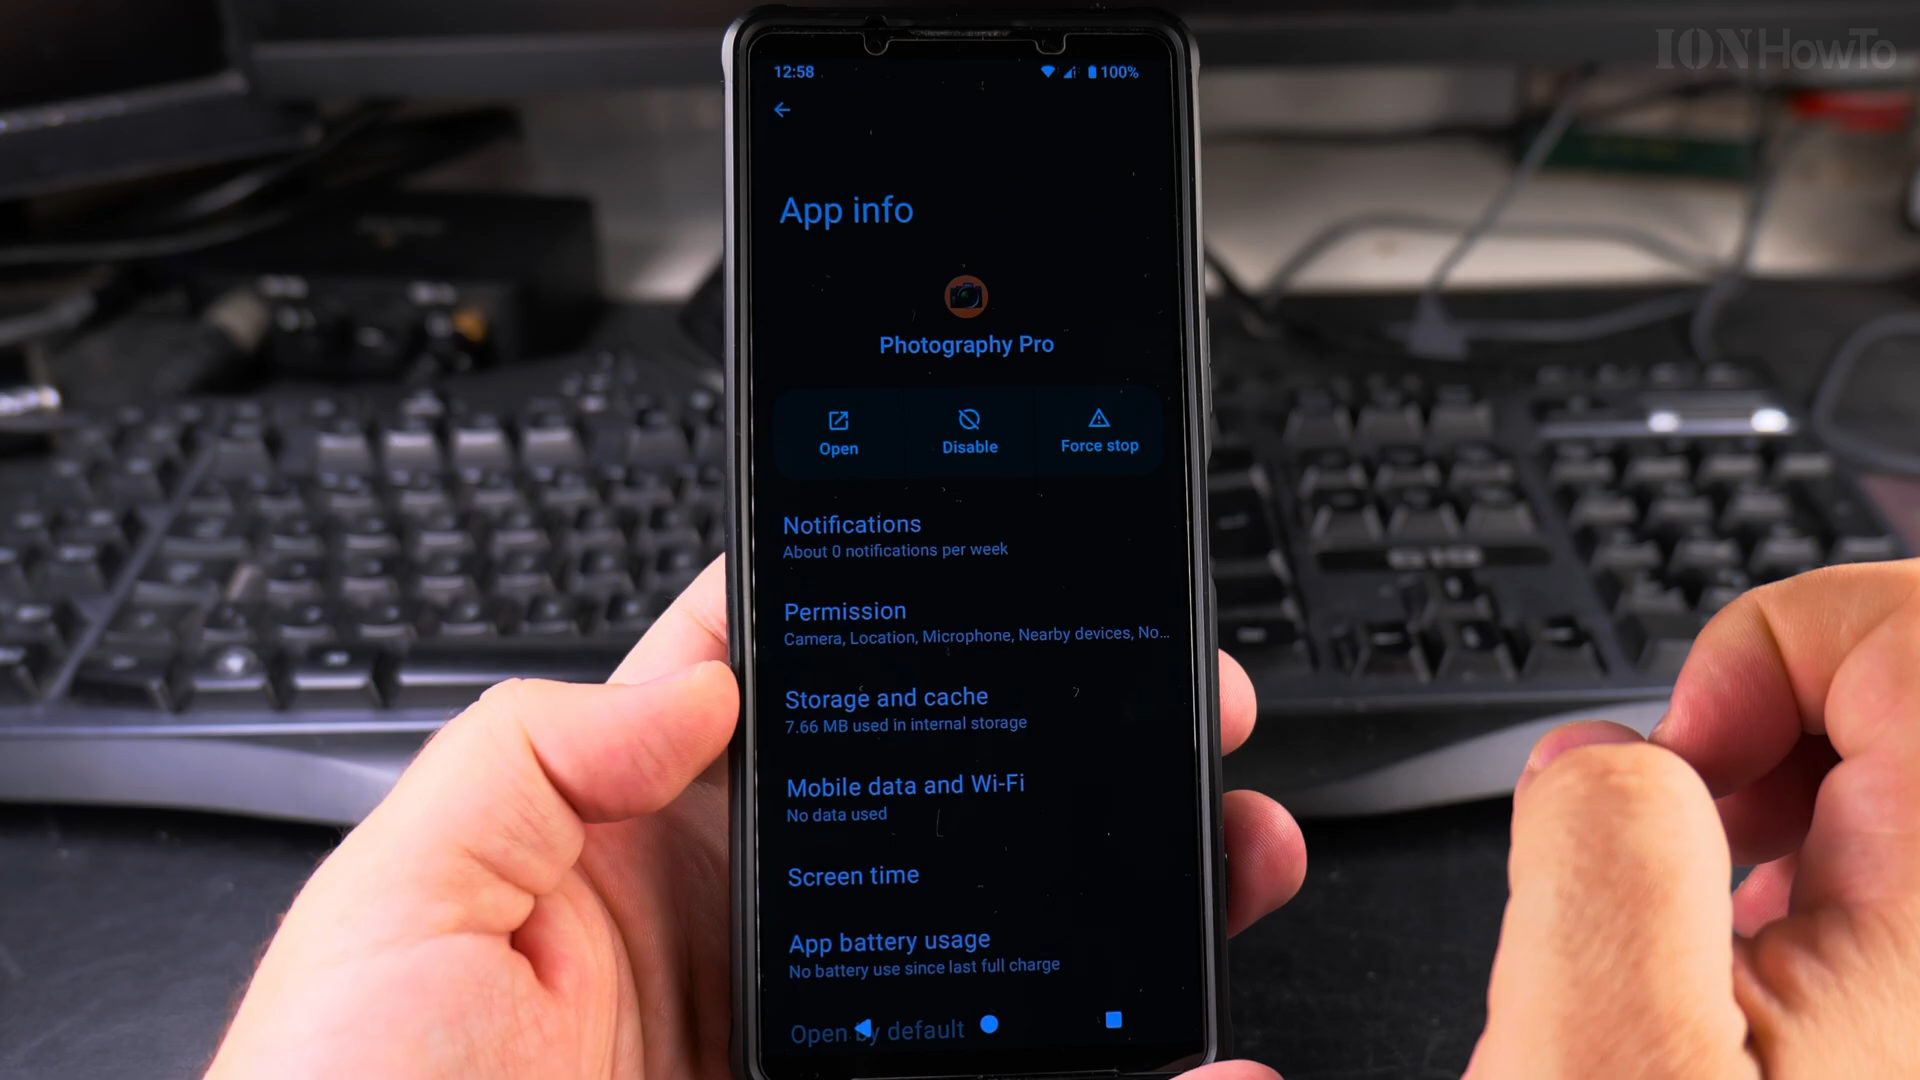 IONHowTo
12:58
100%
App info
Photography Pro
Open
Disable
Force stop
Notifications
About 0 notifications per week
Permission
Camera, Location, Microphone, Nearby devices, No...
Storage and cache
7.66 MB used in internal storage
Mobile data and Wi-Fi
No data used
Screen time
App battery usage
No battery use since last full charge
Open by default